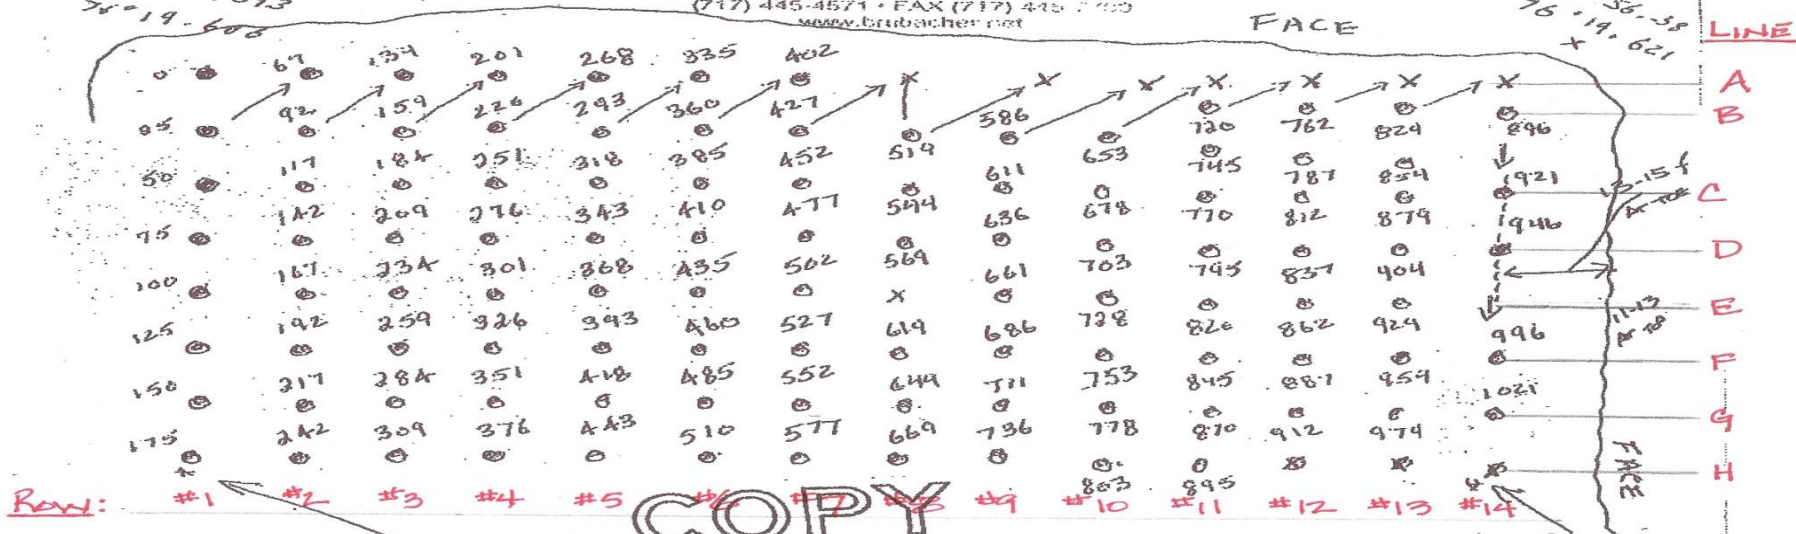 (717) 445-4571 • FAX (717) 445
www.brubacher.net
FACE
LINE
0 67 134 201 268 335 402
X X X X X X X A
B
92 159 226 293 360 427 586 720 762 829 896
50 117 184 251 318 385 452 519 611 653 745 787 854 921
C
75 142 209 276 343 410 477 544 636 678 770 812 879 946
D
100 167 234 301 368 435 502 569 661 703 795 837 904
X E
125 192 259 326 393 460 527 619 686 728 820 862 929 996
F
150 217 284 351 418 485 552 644 711 753 845 887 954 1021
G
175 242 309 376 443 510 577 669 736 778 870 912 979
H
803 895
FACE
Row: #1 #2 #3 #4 #5 #6 #7 #8 #9 #10 #11 #12 #13 #14
COPY